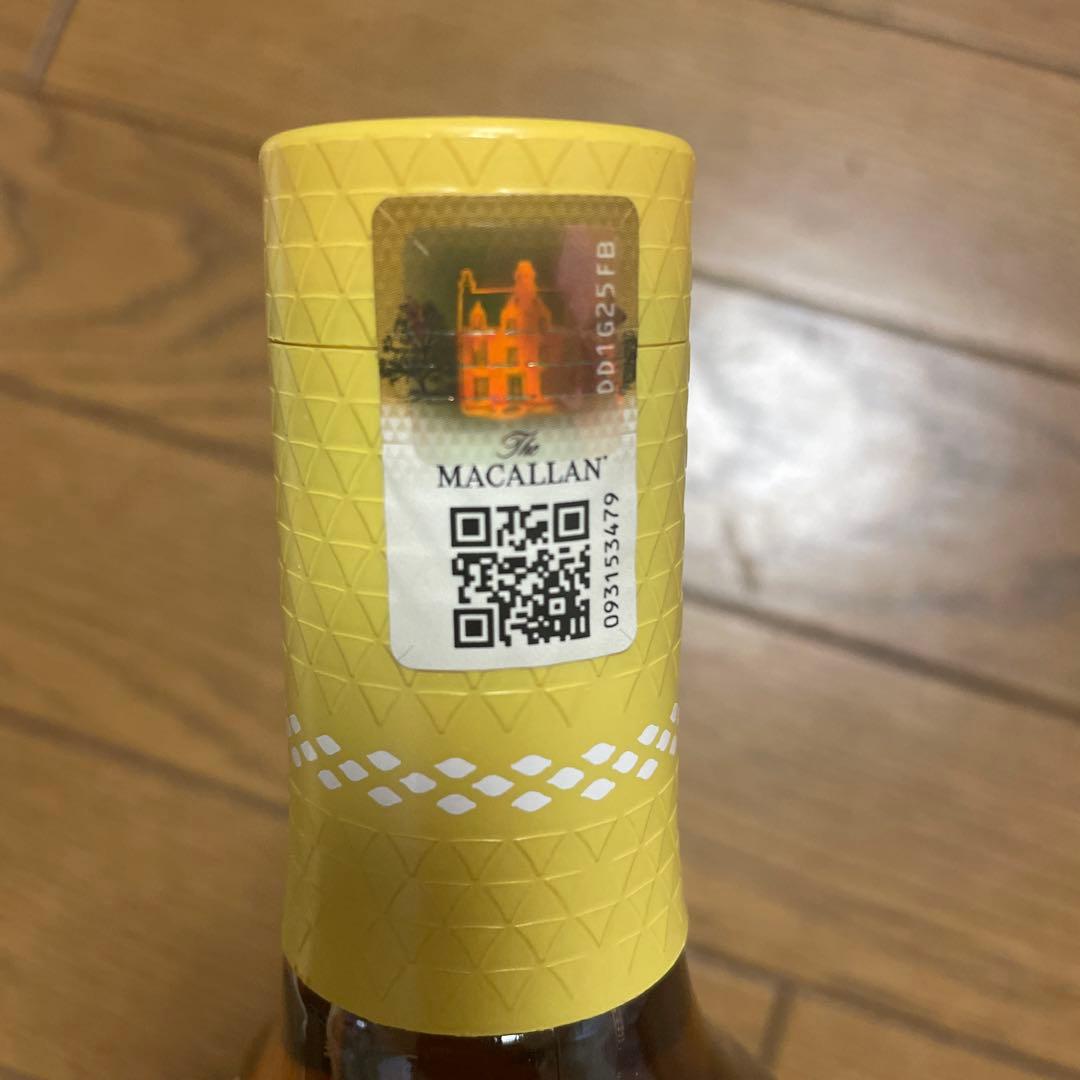 DD1G25FB
The
MACALLAN
093153479